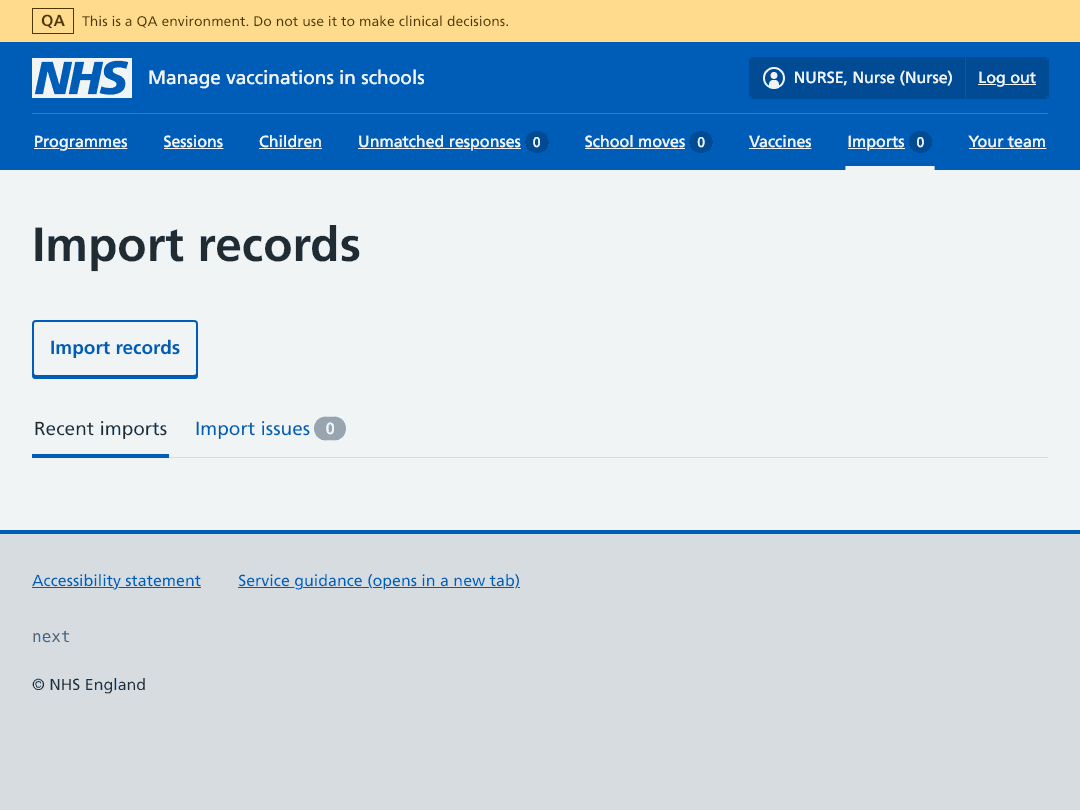 QA This is a QA environment. Do not use it to make clinical decisions.
NHS Manage vaccinations in schools NURSE, Nurse (Nurse) Log out
Programmes Sessions Children Unmatched responses 0 School moves 0 Vaccines Imports 0 Your team
Import records
Import records
Recent imports Import issues 0
Accessibility statement Service guidance (opens in a new tab)
next
© NHS England